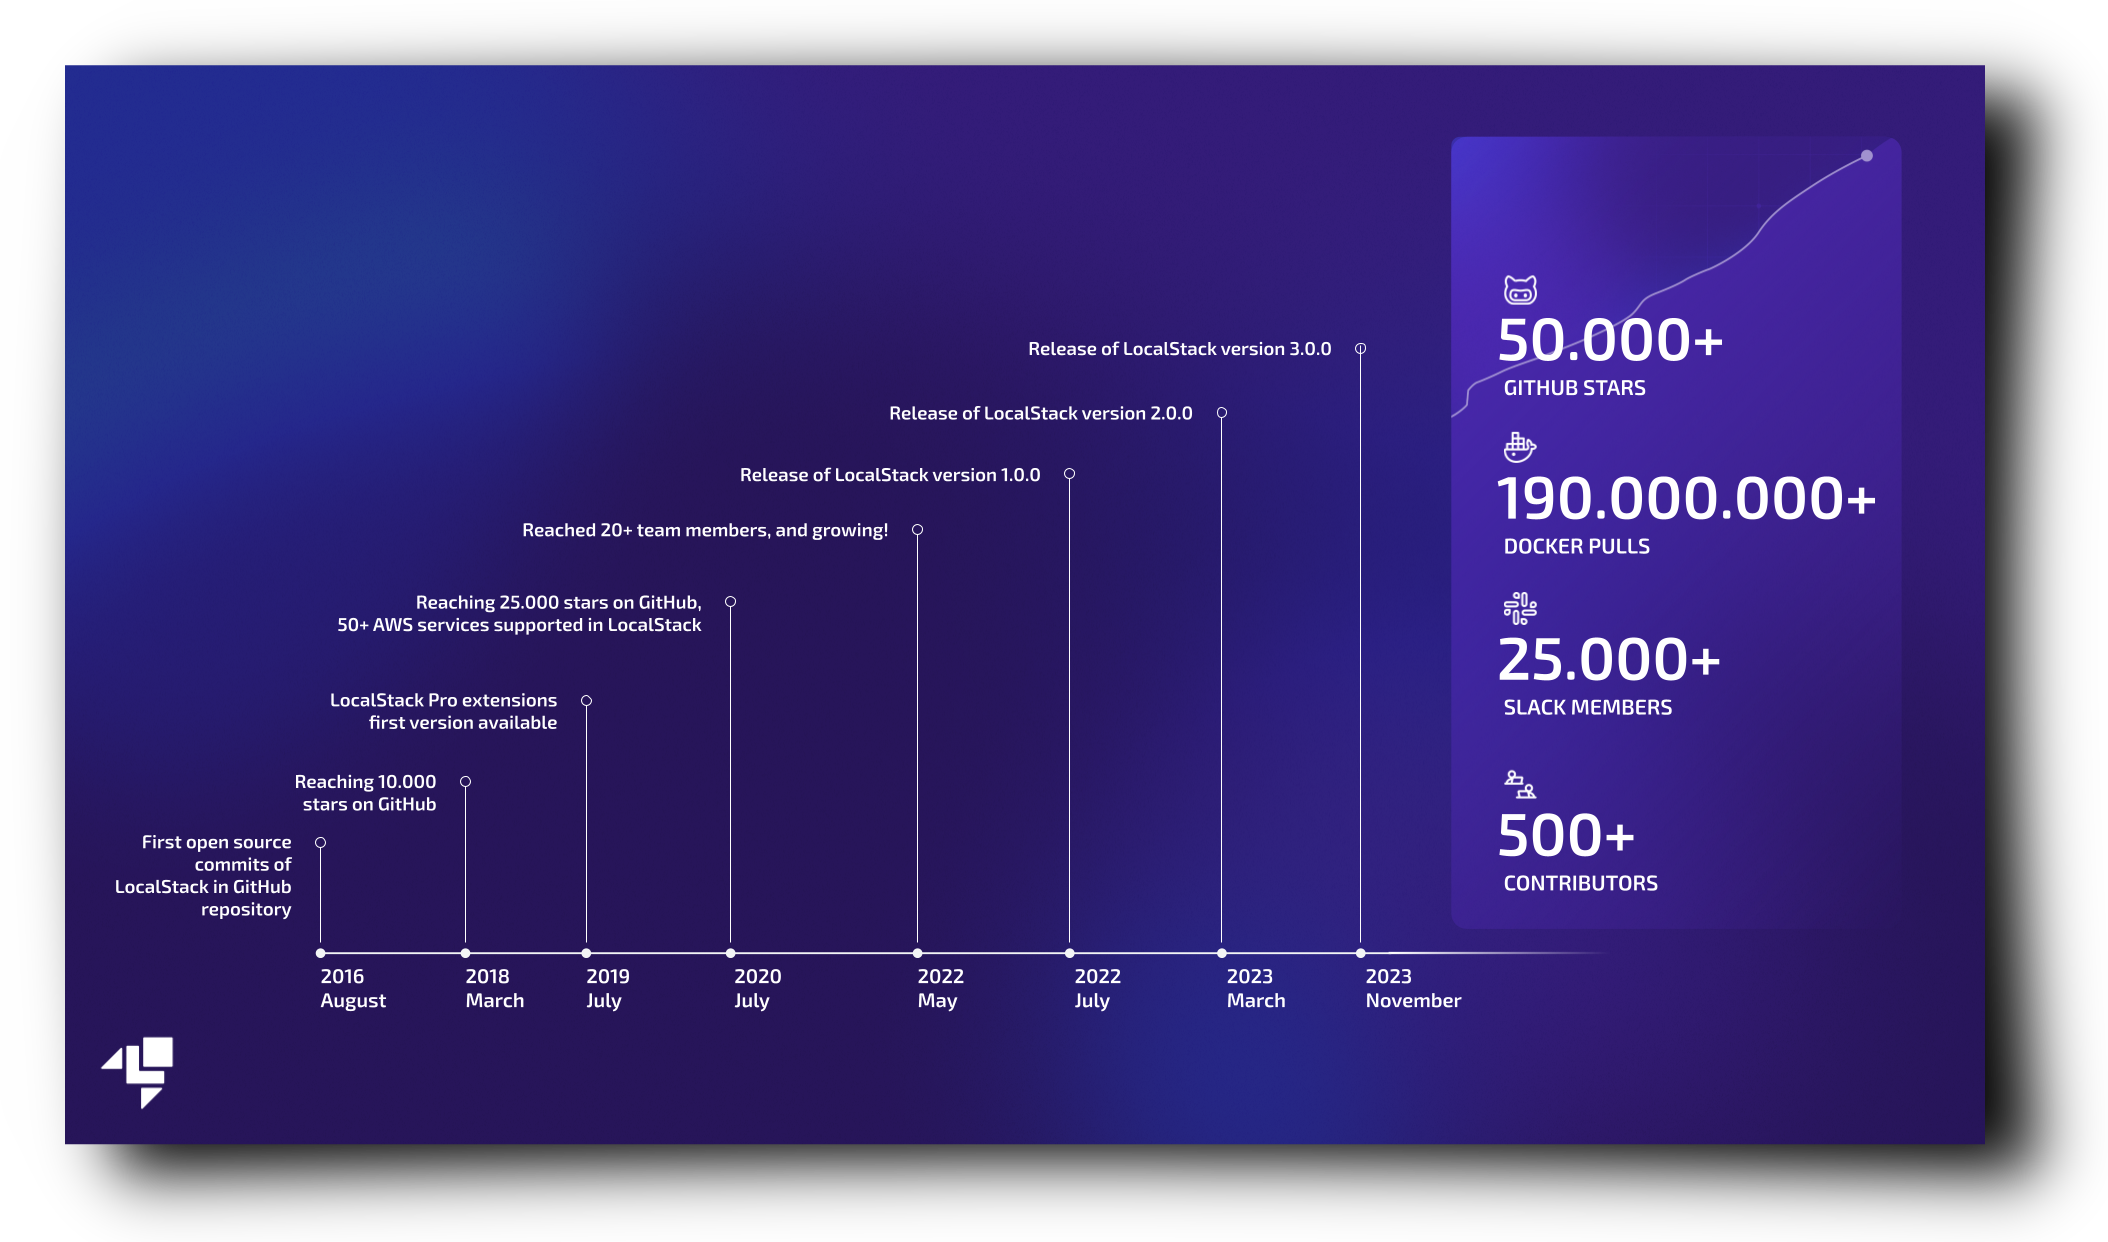 First open source
commits of
LocalStack in GitHub
repository
Reaching 10.000
stars on GitHub
LocalStack Pro extensions
first version available
Reaching 25.000 stars on GitHub,
50+ AWS services supported in LocalStack
Reached 20+ team members, and growing!
Release of LocalStack version 1.0.0
Release of LocalStack version 2.0.0
Release of LocalStack version 3.0.0
2016
August
2018
March
2019
July
2020
July
2022
May
2022
July
2023
March
2023
November
50.000+
GITHUB STARS
190.000.000+
DOCKER PULLS
25.000+
SLACK MEMBERS
500+
CONTRIBUTORS